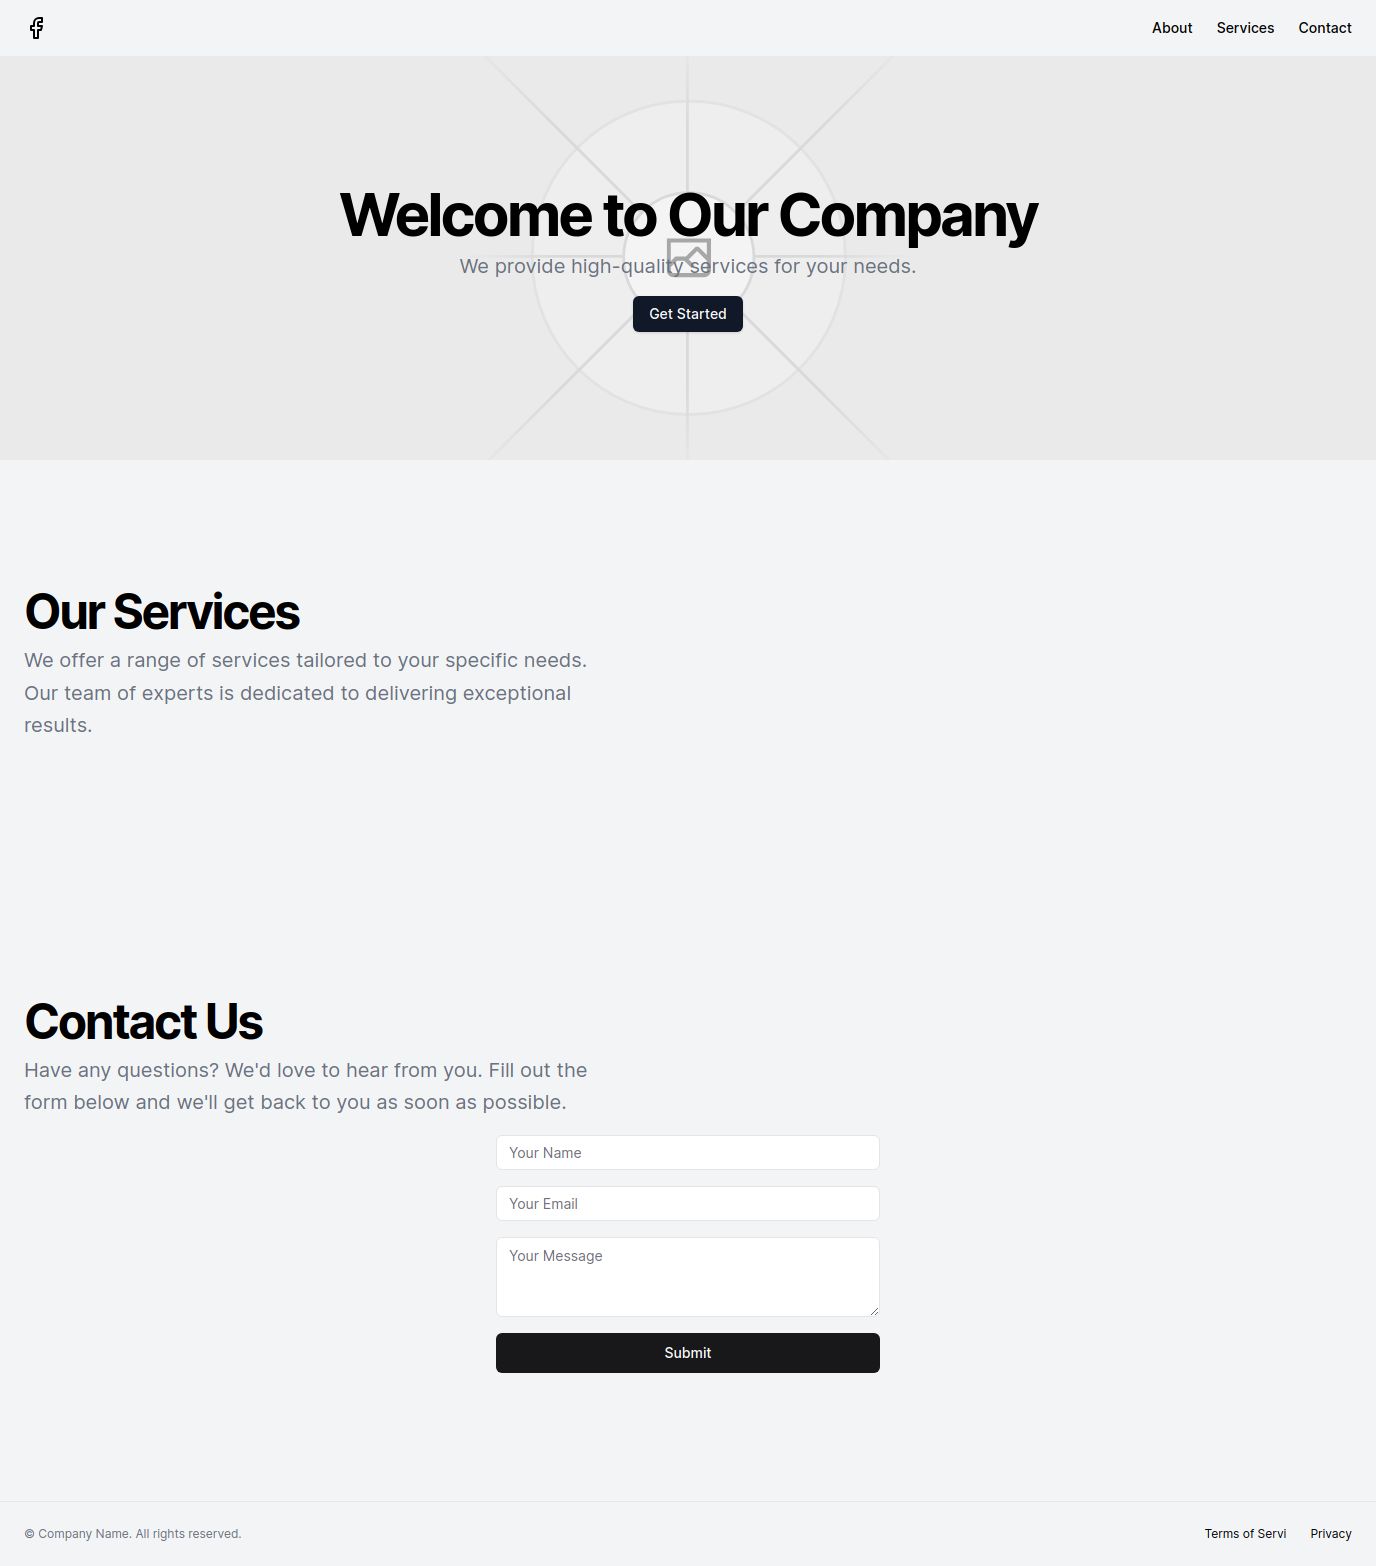 About Services Contact
Welcome to Our Company
We provide high-quality services for your needs.
Get Started
Our Services
We offer a range of services tailored to your specific needs.
Our team of experts is dedicated to delivering exceptional
results.
Contact Us
Have any questions? We'd love to hear from you. Fill out the
form below and we'll get back to you as soon as possible.
Your Name
Your Email
Your Message
Submit
© Company Name. All rights reserved. Terms of Servi Privacy